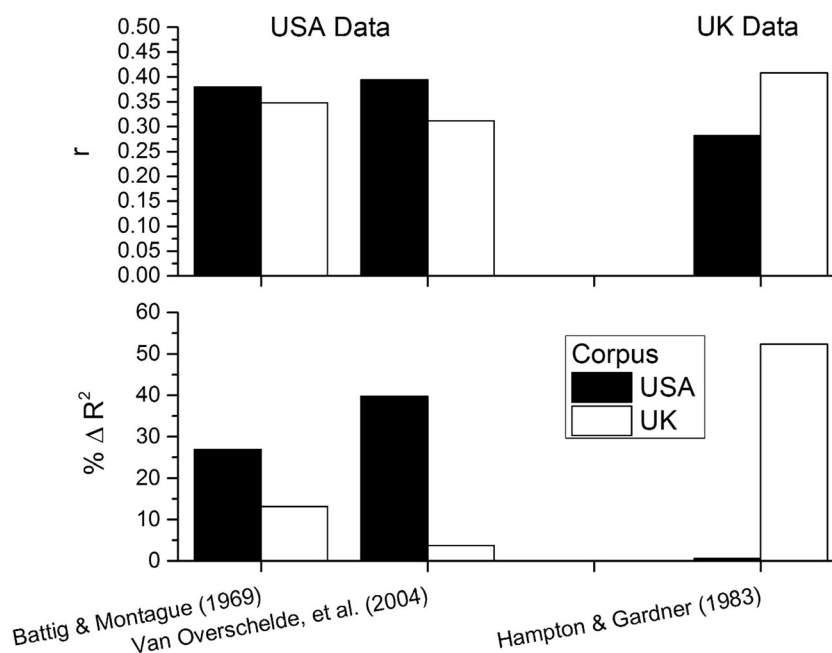 USA Data
UK Data
0.50
0.45
0.40
0.35
0.30
0.25
0.20
0.15
0.10
0.05
0.00
r
60
50
40
30
20
10
0
% Δ R²
Corpus
USA
UK
Battig & Montague (1969)
Van Overschelde, et al. (2004)
Hampton & Gardner (1983)